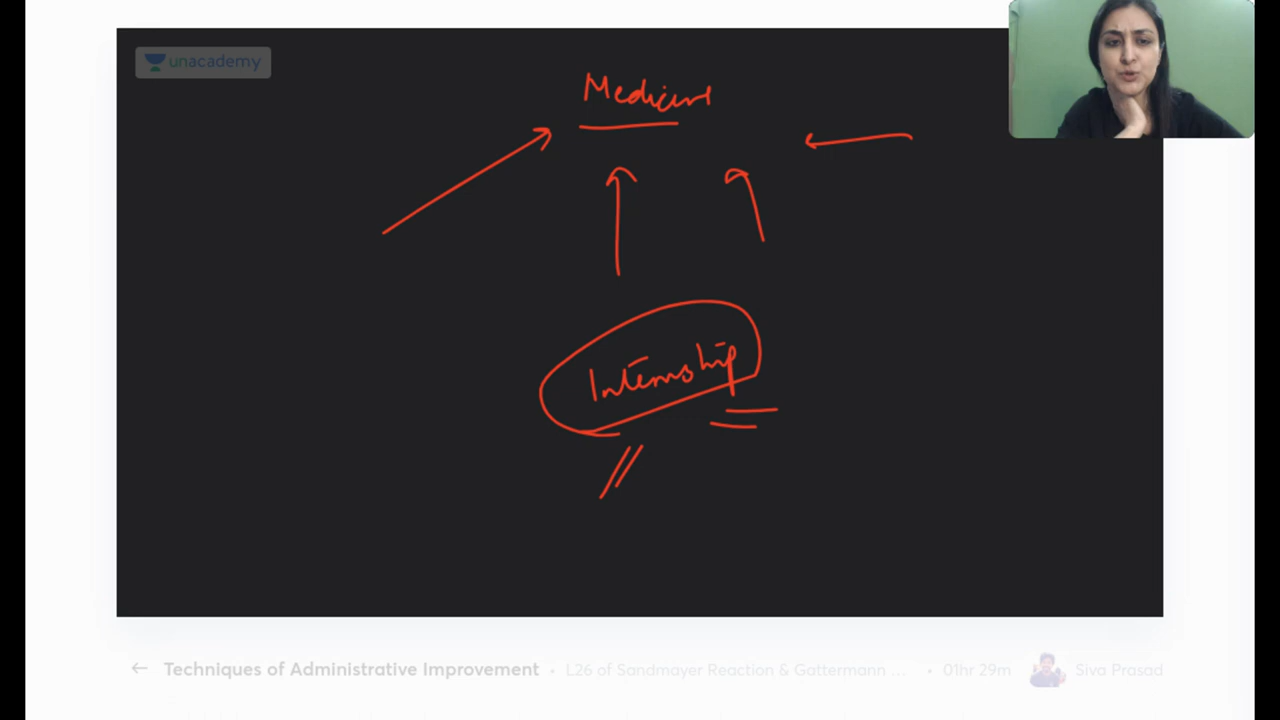 unacademy
Medicine
Internship
Techniques of Administrative Improvement • L26 of Sandmayer Reaction & Gattermann ... • 01hr 29m Siva Prasad